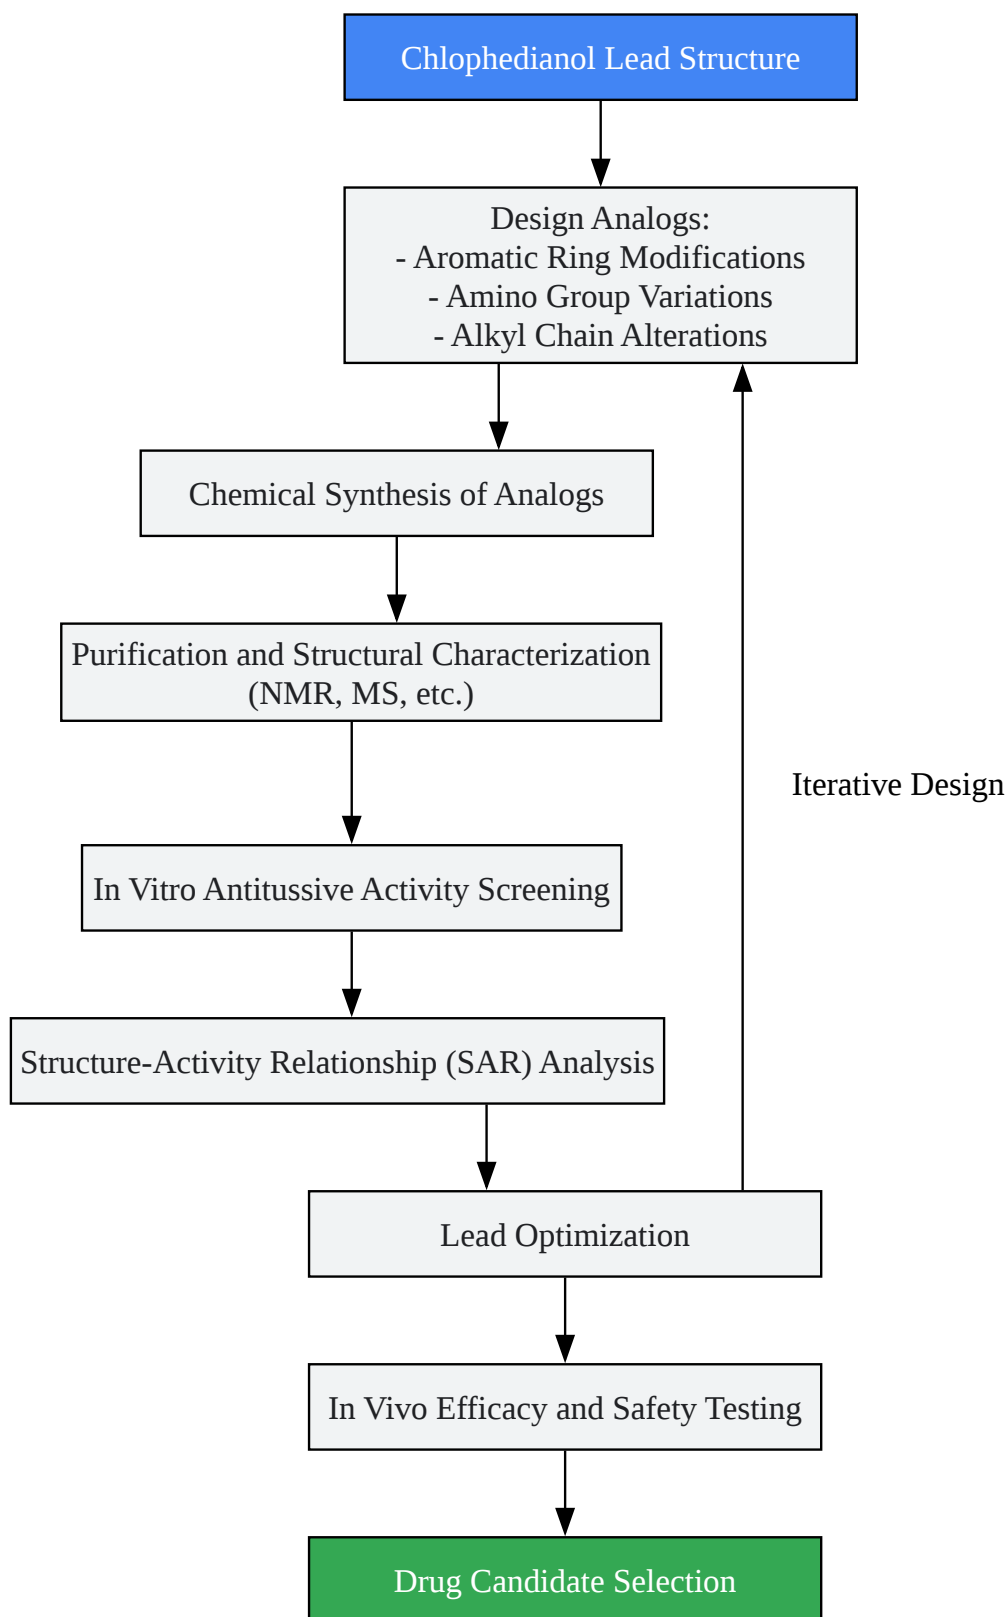 Chlophedianol Lead Structure
Design Analogs:
- Aromatic Ring Modifications
- Amino Group Variations
- Alkyl Chain Alterations
Chemical Synthesis of Analogs
Purification and Structural Characterization
(NMR, MS, etc.)
Iterative Design
In Vitro Antitussive Activity Screening
Structure-Activity Relationship (SAR) Analysis
Lead Optimization
In Vivo Efficacy and Safety Testing
Drug Candidate Selection